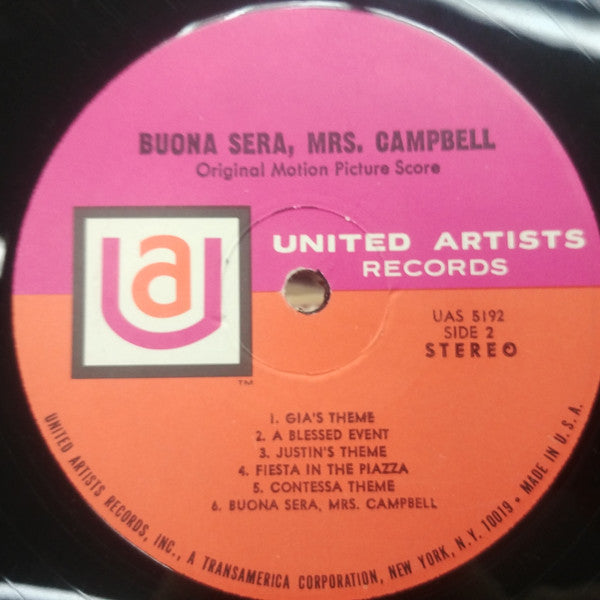 BUONA SERA, MRS. CAMPBELL
Original Motion Picture Score
ua
UNITED ARTISTS
RECORDS
UAS 5192
SIDE 2
STEREO
™
1. GIA'S THEME
2. A BLESSED EVENT
3. JUSTIN'S THEME
4. FIESTA IN THE PIAZZA
5. CONTESSA THEME
6. BUONA SERA, MRS. CAMPBELL
UNITED ARTISTS RECORDS, INC., A TRANSAMERICA CORPORATION, NEW YORK, N.Y. 10019 • MADE IN U.S.A.